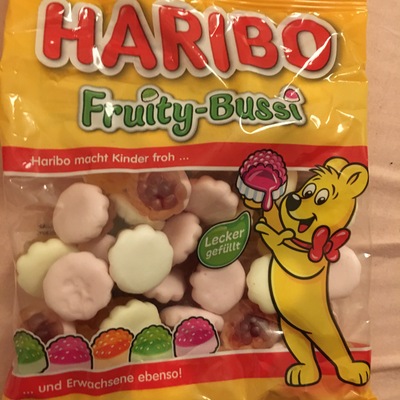 HARIBO
Fruity-Bussi
Haribo macht Kinder froh ...
Lecker
gefüllt
... und Erwachsene ebenso!